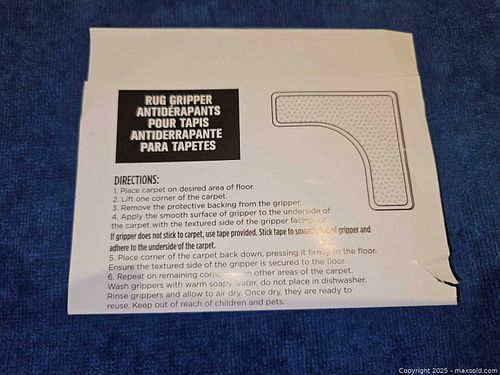 RUG GRIPPER
ANTIDÉRAPANTS
POUR TAPIS
ANTIDERRAPANTE
PARA TAPETES
DIRECTIONS:
1. Place carpet on desired area of floor.
2. Lift one corner of the carpet.
3. Remove the protective backing from the gripper.
4. Apply the smooth surface of gripper to the underside of
the carpet with the textured side of the gripper facing
If gripper does not stick to carpet, use tape provided. Stick tape to of gripper and
adhere to the underside of the carpet.
5. Place corner of the carpet back down, pressing it firmly to the floor.
Ensure the textured side of the gripper is secured to the floor.
6. Repeat on remaining other areas of the carpet.
Wash grippers with warm soapy water, do not place in dishwasher.
Rinse grippers and allow to air dry. Once dry, they are ready to
reuse. Keep out of reach of children and pets.
Copyright 2025 - maxsold.com